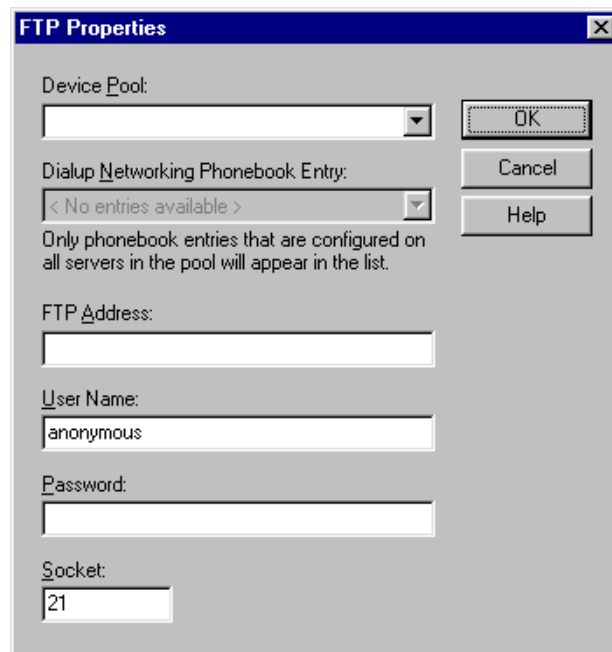 FTP Properties
Device Pool:
OK
Dialup Networking Phonebook Entry:
Cancel
< No entries available >
Help
Only phonebook entries that are configured on
all servers in the pool will appear in the list.
FTP Address:
User Name:
anonymous
Password:
Socket:
21